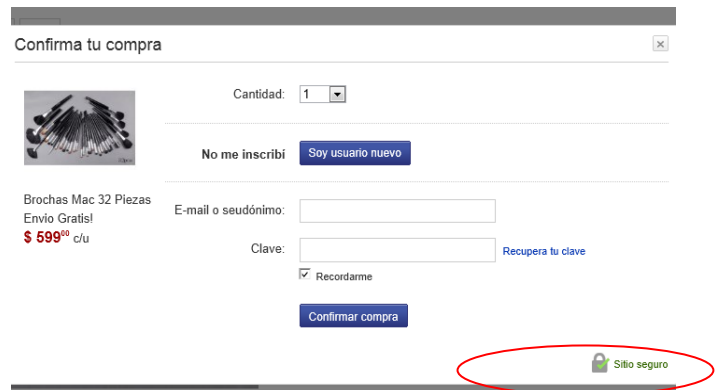 Confirma tu compra
Cantidad: 1
No me inscribí Soy usuario nuevo
Brochas Mac 32 Piezas
Envio Gratis!
$ 599⁰⁰ c/u
E-mail o seudónimo:
Clave: Recupera tu clave
Recordarme
Confirmar compra
Sitio seguro